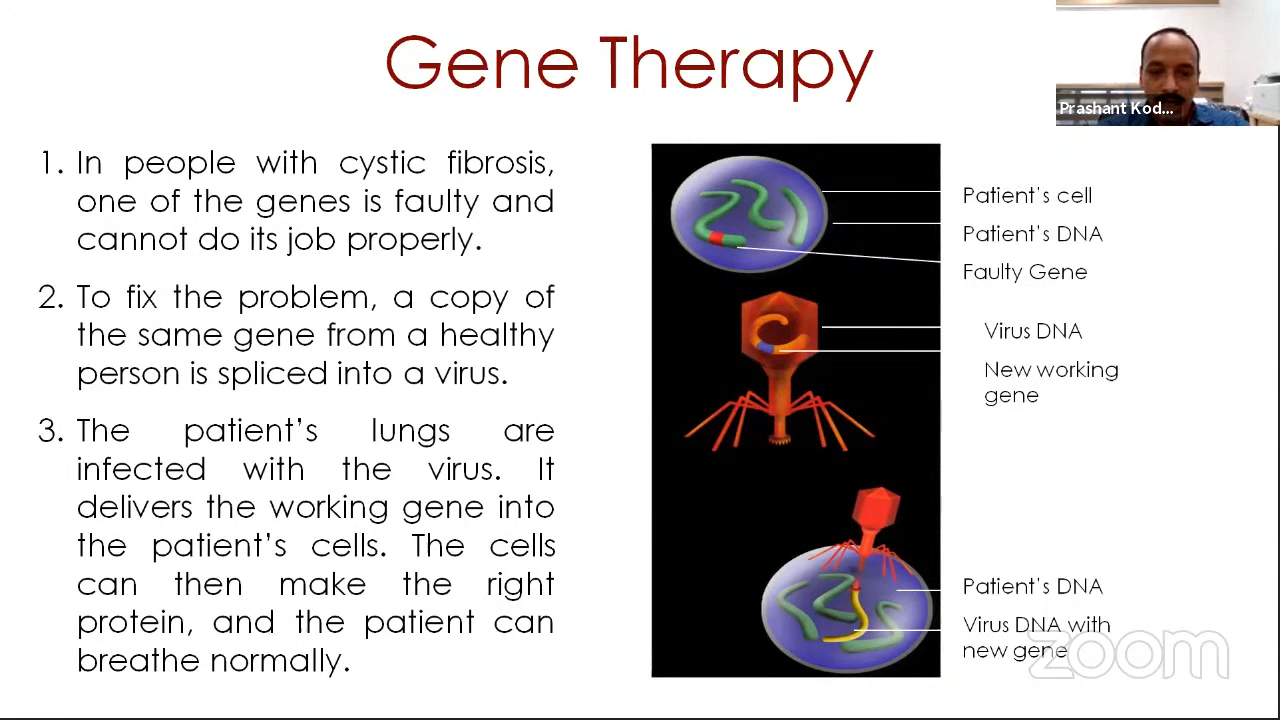 Gene Therapy
Prashant Kod...
1. In people with cystic fibrosis,
one of the genes is faulty and
cannot do its job properly.
2. To fix the problem, a copy of
the same gene from a healthy
person is spliced into a virus.
3. The patient's lungs are
infected with the virus. It
delivers the working gene into
the patient's cells. The cells
can then make the right
protein, and the patient can
breathe normally.
Patient's cell
Patient's DNA
Faulty Gene
Virus DNA
New working
gene
Patient's DNA
Virus DNA with
new gene
zoom